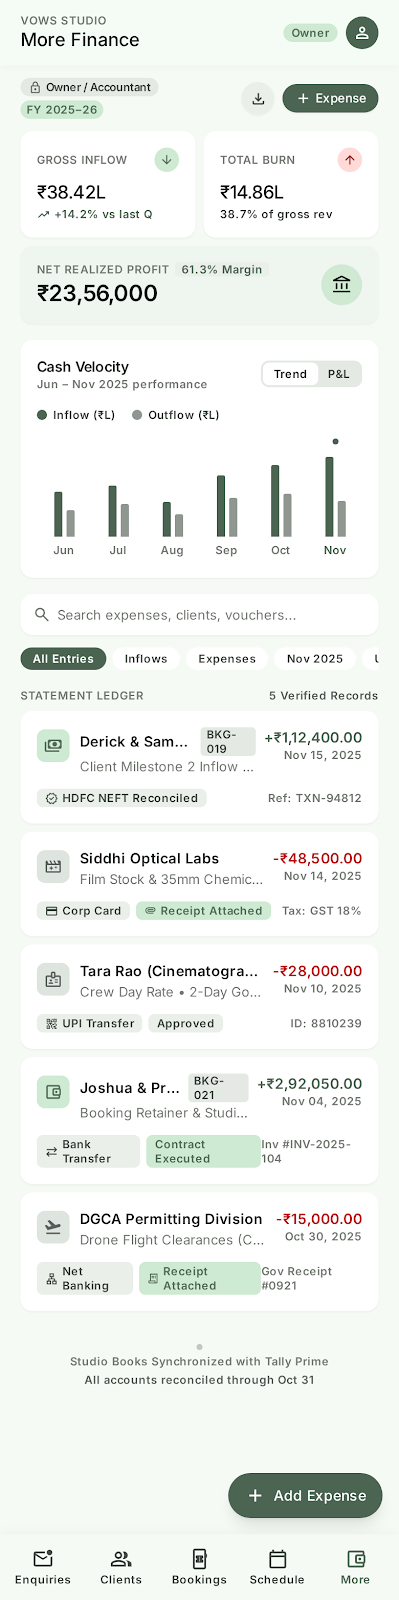 VOWS STUDIO
More Finance
Owner
Owner / Accountant
FY 2025–26
+ Expense
GROSS INFLOW
₹38.42L
+14.2% vs last Q
TOTAL BURN
₹14.86L
38.7% of gross rev
NET REALIZED PROFIT 61.3% Margin
₹23,56,000
Cash Velocity
Jun – Nov 2025 performance
Trend P&L
Inflow (₹L) Outflow (₹L)
Jun Jul Aug Sep Oct Nov
Search expenses, clients, vouchers...
All Entries Inflows Expenses Nov 2025
STATEMENT LEDGER 5 Verified Records
Derick & Sam...
BKG-
019
+₹1,12,400.00
Client Milestone 2 Inflow ...
Nov 15, 2025
HDFC NEFT Reconciled Ref: TXN-94812
Siddhi Optical Labs -₹48,500.00
Film Stock & 35mm Chemic... Nov 14, 2025
Corp Card Receipt Attached Tax: GST 18%
Tara Rao (Cinematogra... -₹28,000.00
Crew Day Rate • 2-Day Go... Nov 10, 2025
UPI Transfer Approved ID: 8810239
Joshua & Pr...
BKG-
021
+₹2,92,050.00
Booking Retainer & Studi...
Nov 04, 2025
Bank
Transfer
Contract
Executed
Inv #INV-2025-
104
DGCA Permitting Division -₹15,000.00
Drone Flight Clearances (C... Oct 30, 2025
Net
Banking
Receipt
Attached
Gov Receipt
#0921
Studio Books Synchronized with Tally Prime
All accounts reconciled through Oct 31
+ Add Expense
Enquiries Clients Bookings Schedule More